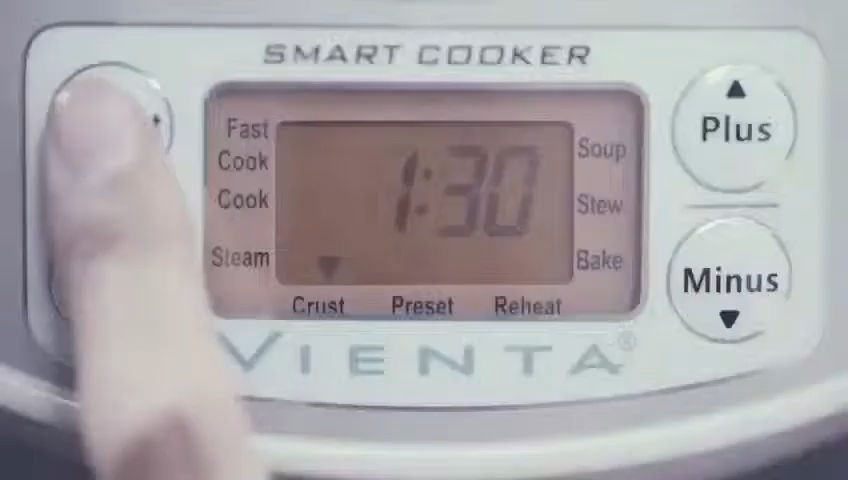 SMART COOKER
Fast
Cook
Cook
Steam
1:30
Soup
Stew
Bake
Crust Preset Reheat
Plus
Minus
VIENTA®